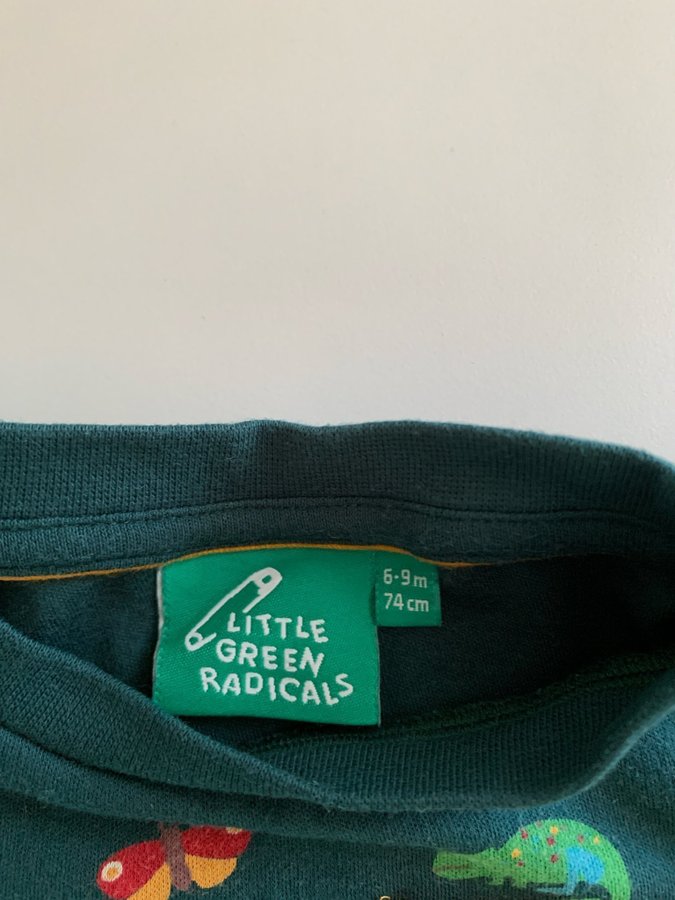 LITTLE
GREEN
RADICALS
6-9m
74cm